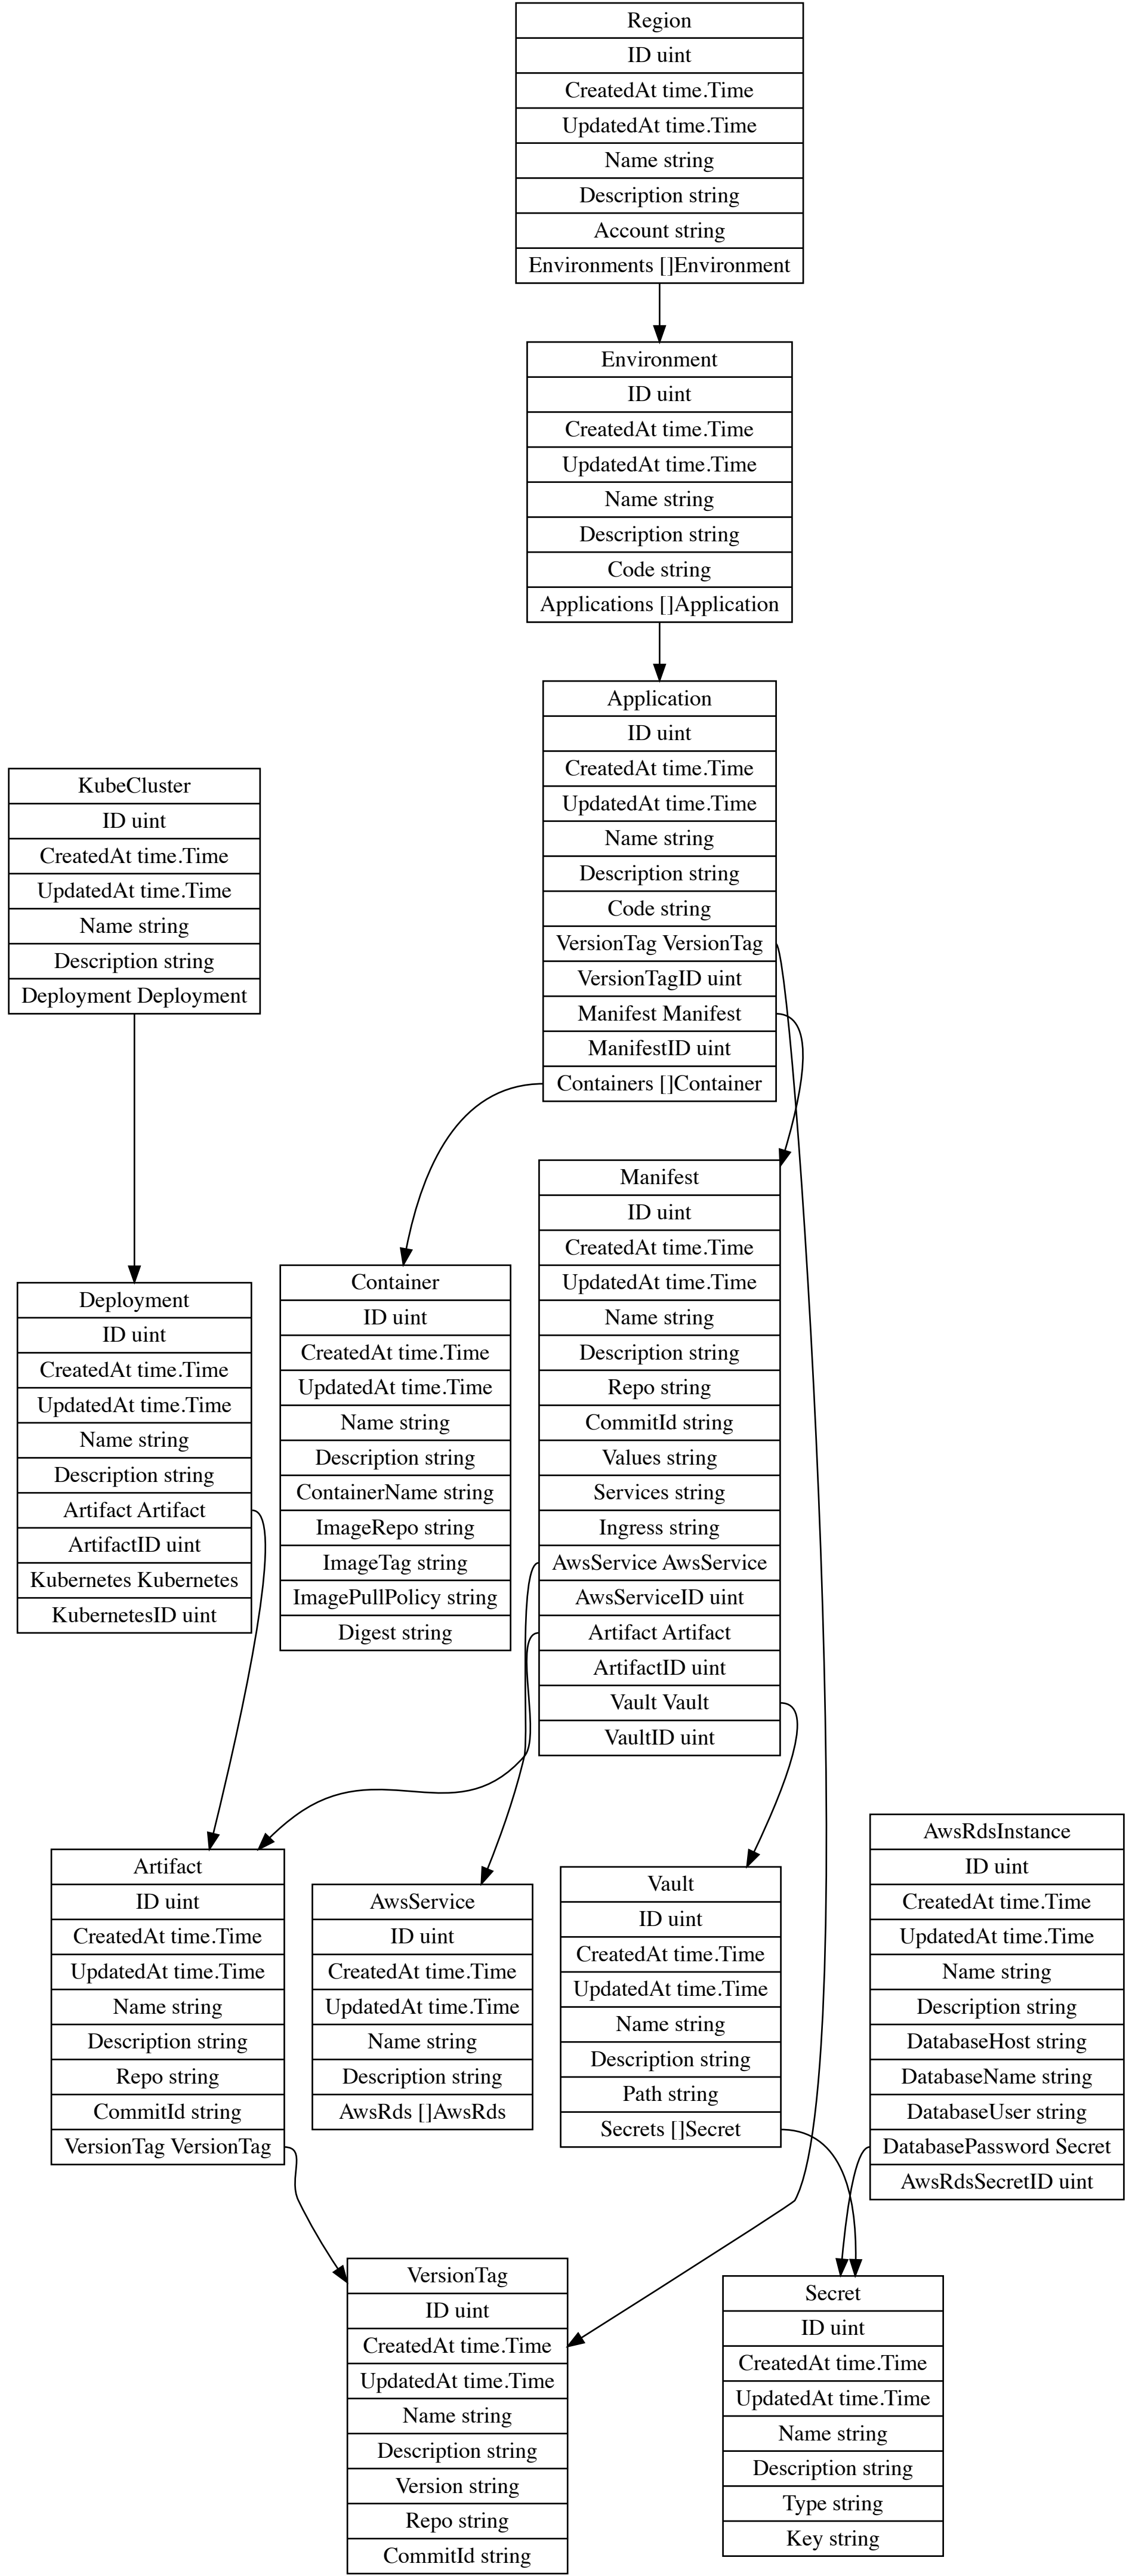 Region
ID uint
CreatedAt time.Time
UpdatedAt time.Time
Name string
Description string
Account string
Environments []Environment
Environment
ID uint
CreatedAt time.Time
UpdatedAt time.Time
Name string
Description string
Code string
Applications []Application
Application
ID uint
CreatedAt time.Time
UpdatedAt time.Time
Name string
Description string
Code string
VersionTag VersionTag
VersionTagID uint
Manifest Manifest
ManifestID uint
Containers []Container
KubeCluster
ID uint
CreatedAt time.Time
UpdatedAt time.Time
Name string
Description string
Deployment Deployment
Manifest
ID uint
CreatedAt time.Time
UpdatedAt time.Time
Name string
Description string
Repo string
CommitId string
Values string
Services string
Ingress string
AwsService AwsService
AwsServiceID uint
Artifact Artifact
ArtifactID uint
Vault Vault
VaultID uint
Container
ID uint
CreatedAt time.Time
UpdatedAt time.Time
Name string
Description string
ContainerName string
ImageRepo string
ImageTag string
ImagePullPolicy string
Digest string
Deployment
ID uint
CreatedAt time.Time
UpdatedAt time.Time
Name string
Description string
Artifact Artifact
ArtifactID uint
Kubernetes Kubernetes
KubernetesID uint
Artifact
ID uint
CreatedAt time.Time
UpdatedAt time.Time
Name string
Description string
Repo string
CommitId string
VersionTag VersionTag
AwsService
ID uint
CreatedAt time.Time
UpdatedAt time.Time
Name string
Description string
AwsRds []AwsRds
Vault
ID uint
CreatedAt time.Time
UpdatedAt time.Time
Name string
Description string
Path string
Secrets []Secret
AwsRdsInstance
ID uint
CreatedAt time.Time
UpdatedAt time.Time
Name string
Description string
DatabaseHost string
DatabaseName string
DatabaseUser string
DatabasePassword Secret
AwsRdsSecretID uint
VersionTag
ID uint
CreatedAt time.Time
UpdatedAt time.Time
Name string
Description string
Version string
Repo string
CommitId string
Secret
ID uint
CreatedAt time.Time
UpdatedAt time.Time
Name string
Description string
Type string
Key string